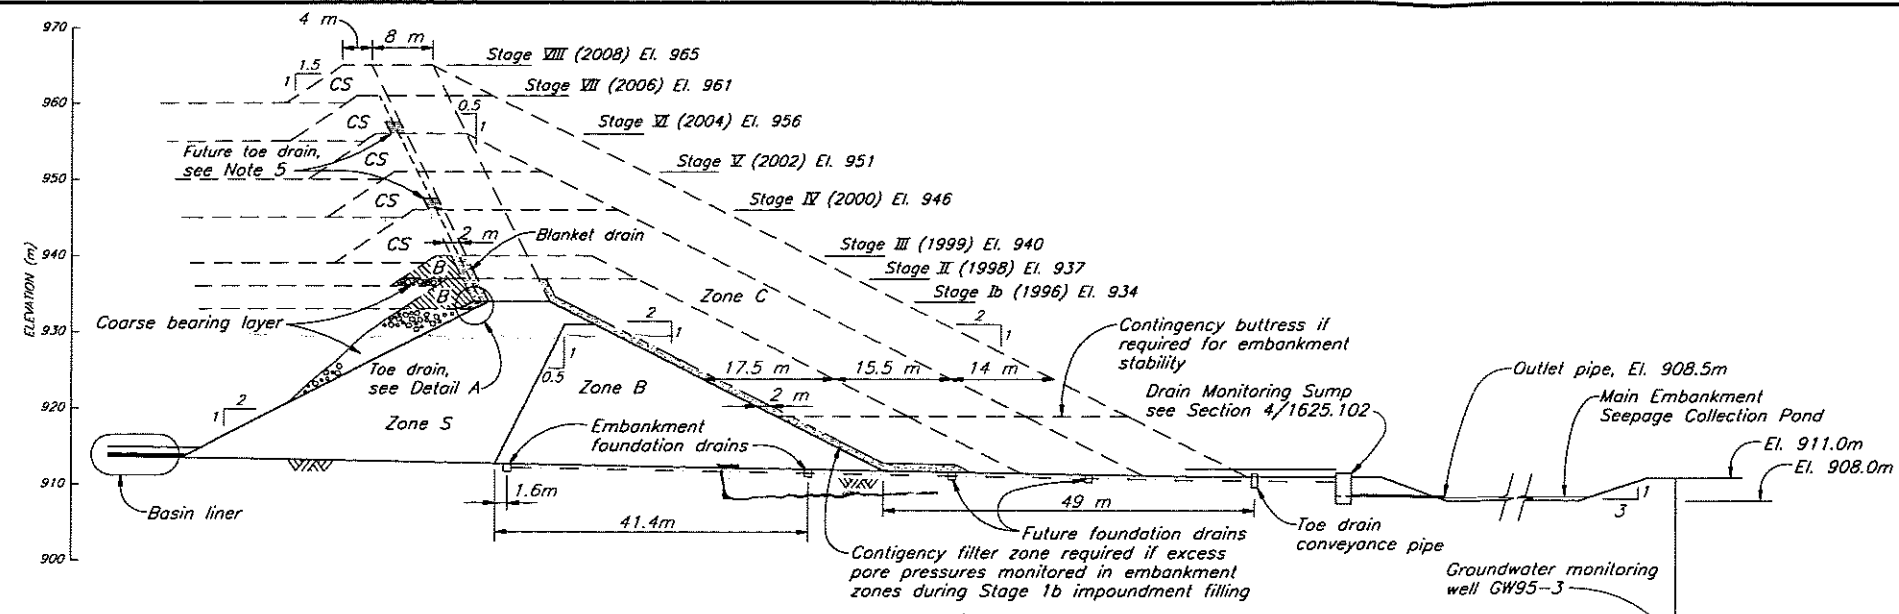 970
960
950
940
930
920
910
900
ELEVATION (m)
4 m
8 m
1.5
1
CS
CS
CS
CS
CS
0.5
1
Stage VIII (2008) El. 965
Stage VII (2006) El. 961
Stage VI (2004) El. 956
Stage V (2002) El. 951
Stage IV (2000) El. 946
Stage III (1999) El. 940
Stage II (1998) El. 937
Stage Ib (1996) El. 934
Future toe drain,
see Note 5
2 m
Blanket drain
B
B
Zone C
Coarse bearing layer
2
1
2
1
Contingency buttress if
required for embankment
stability
Toe drain,
see Detail A
1
0.5
Zone B
17.5 m
15.5 m
14 m
2 m
Drain Monitoring Sump
see Section 4/1625.102
Outlet pipe, El. 908.5m
Main Embankment
Seepage Collection Pond
El. 911.0m
El. 908.0m
2
1
Zone S
Embankment
foundation drains
1.6m
41.4m
49 m
1
3
Basin liner
Future foundation drains
Toe drain
conveyance pipe
Contigency filter zone required if excess
pore pressures monitored in embankment
zones during Stage 1b impoundment filling
Groundwater monitoring
well GW95-3